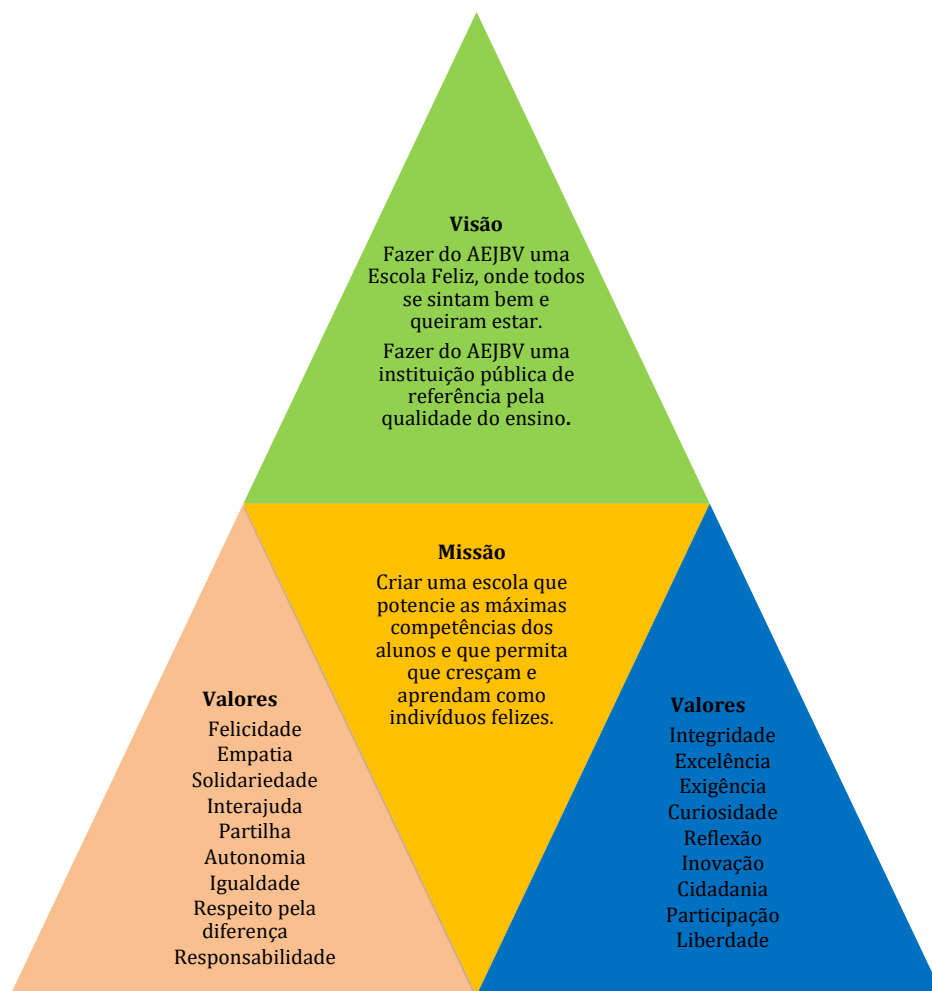 Visão
Fazer do AEJBV uma
Escola Feliz, onde todos
se sintam bem e
queiram estar.
Fazer do AEJBV uma
instituição pública de
referência pela
qualidade do ensino.
Missão
Criar uma escola que
potencie as máximas
competências dos
alunos e que permita
que cresçam e
aprendam como
indivíduos felizes.
Valores
Felicidade
Empatia
Solidariedade
Interajuda
Partilha
Autonomia
Igualdade
Respeito pela
diferença
Responsabilidade
Valores
Integridade
Excelência
Exigência
Curiosidade
Reflexão
Inovação
Cidadania
Participação
Liberdade